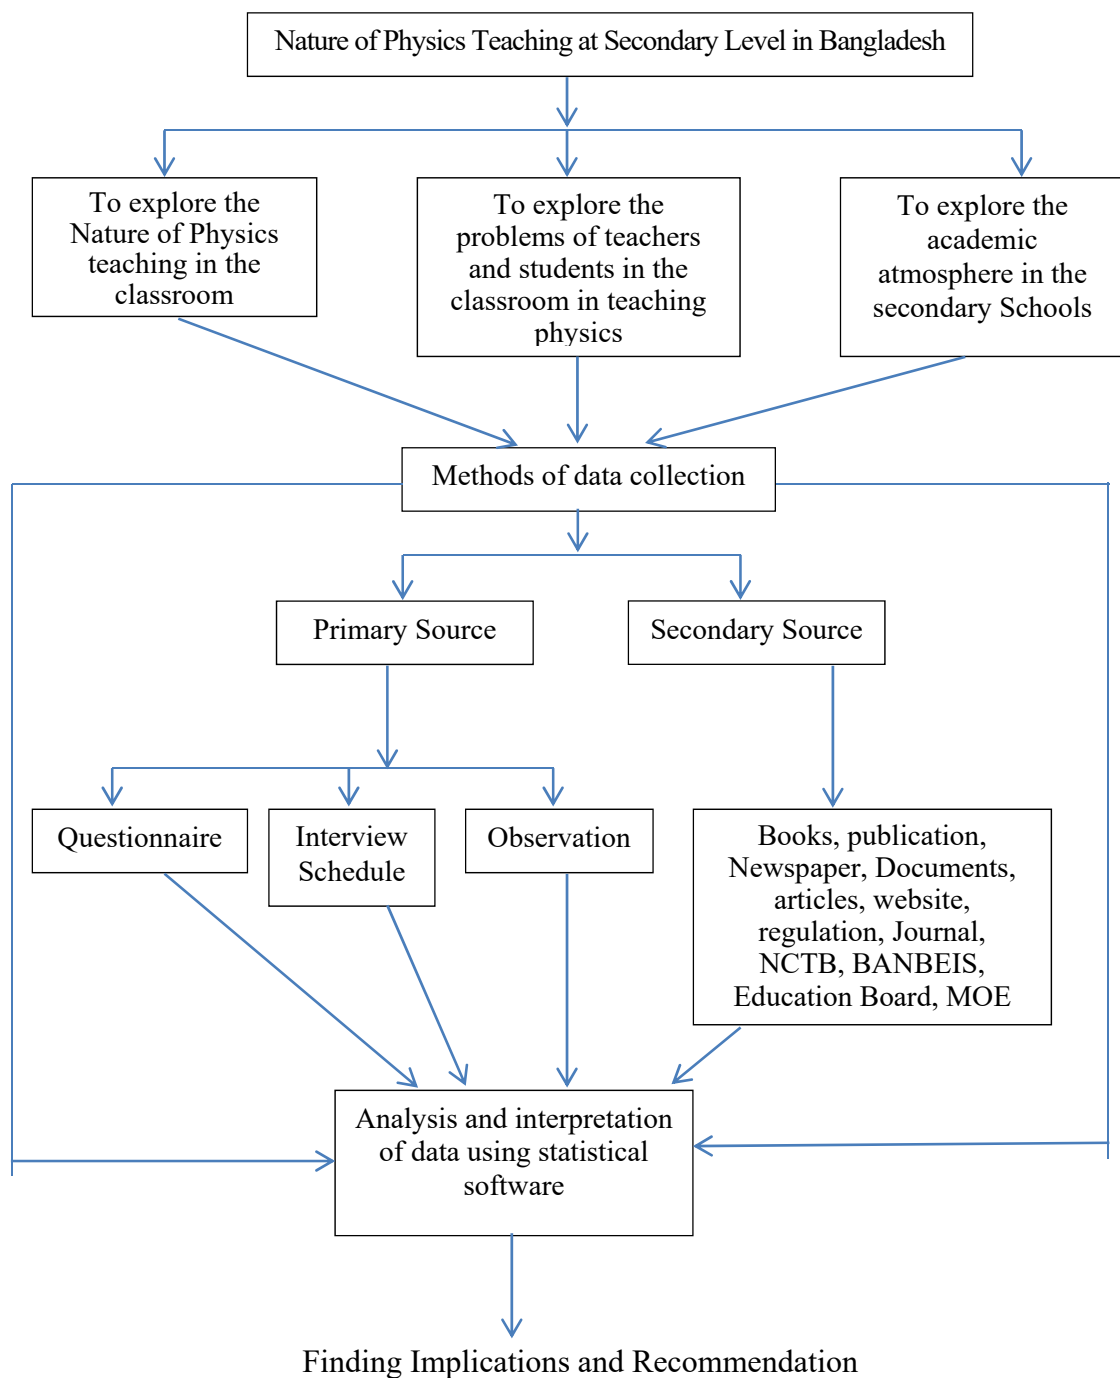 Nature of Physics Teaching at Secondary Level in Bangladesh
To explore the
Nature of Physics
teaching in the
classroom
To explore the
problems of teachers
and students in the
classroom in teaching
physics
To explore the
academic
atmosphere in the
secondary Schools
Methods of data collection
Primary Source
Secondary Source
Questionnaire
Interview
Schedule
Observation
Books, publication,
Newspaper, Documents,
articles, website,
regulation, Journal,
NCTB, BANBEIS,
Education Board, MOE
Analysis and interpretation
of data using statistical
software
Finding Implications and Recommendation